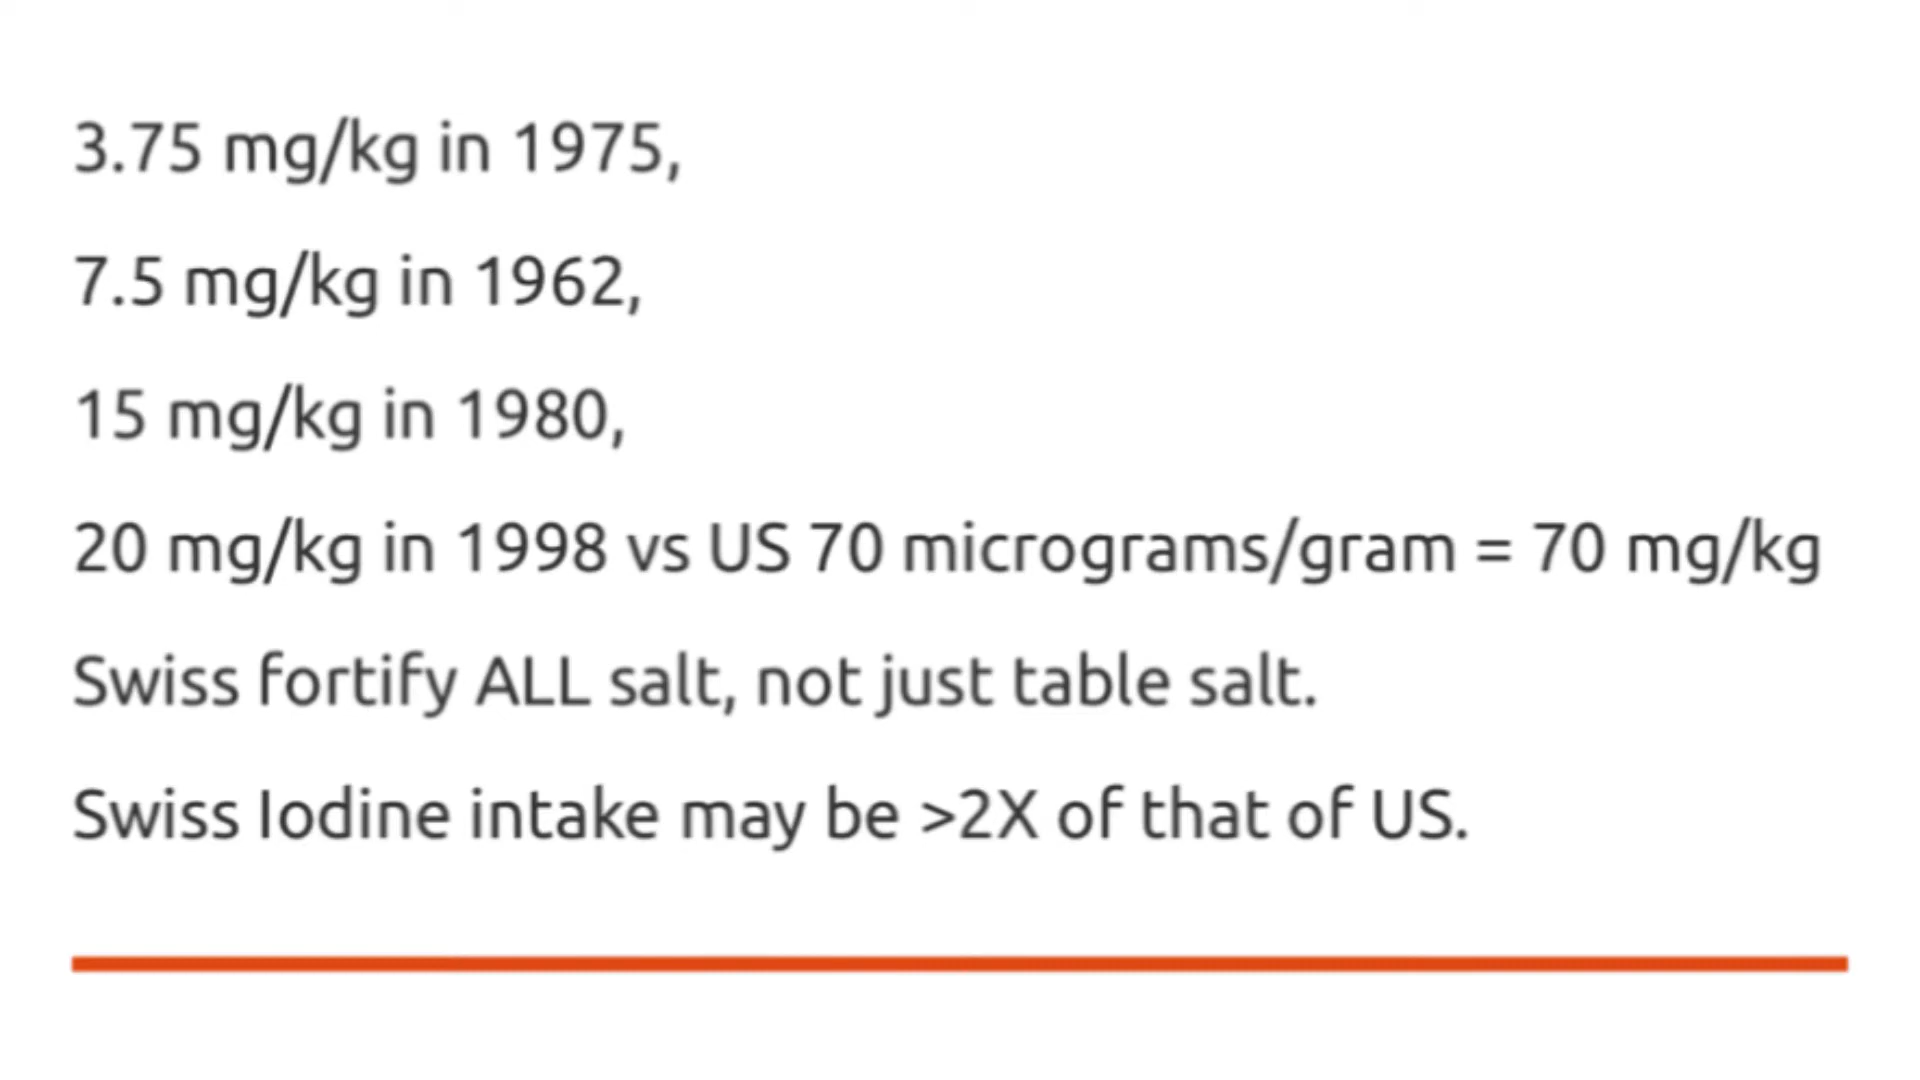 3.75 mg/kg in 1975,
7.5 mg/kg in 1962,
15 mg/kg in 1980,
20 mg/kg in 1998 vs US 70 micrograms/gram = 70 mg/kg
Swiss fortify ALL salt, not just table salt.
Swiss Iodine intake may be >2X of that of US.